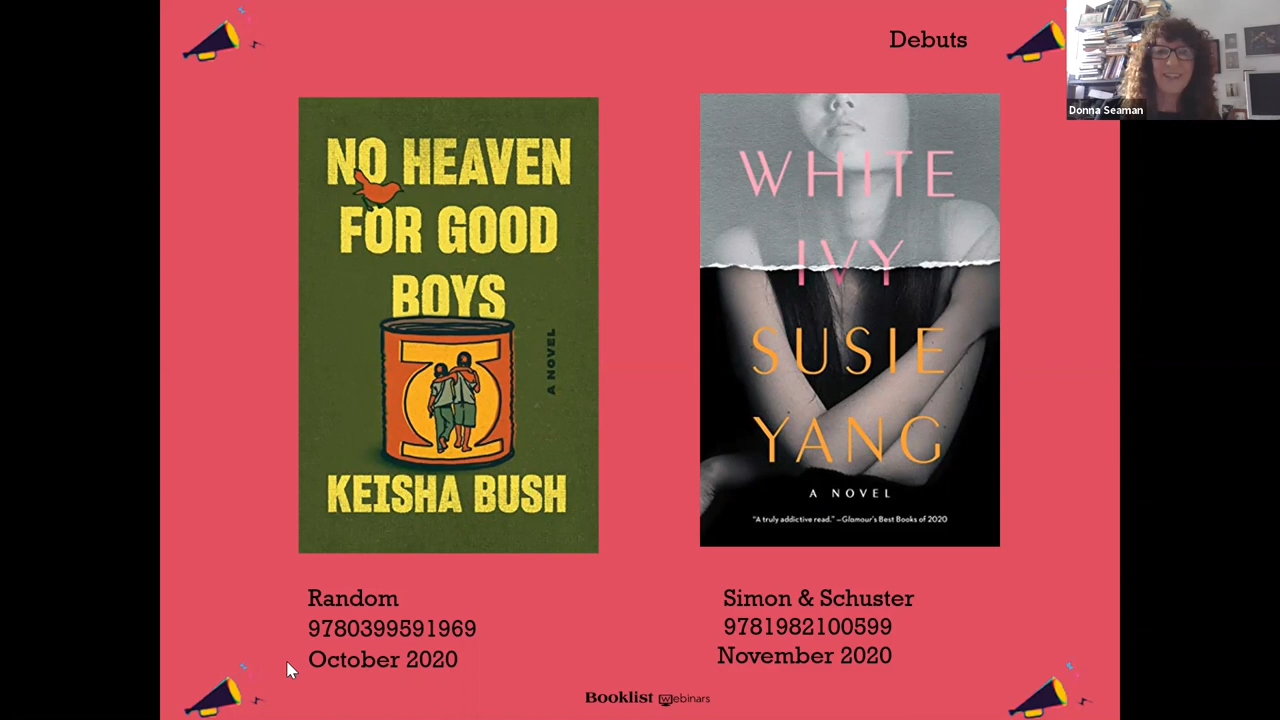 Debuts
Donna Seaman
NO HEAVEN
FOR GOOD
BOYS
A NOVEL
KEISHA BUSH
WHITE
IVY
SUSIE
YANG
A NOVEL
"A truly addictive read." —Glamour's Best Books of 2020
Random
9780399591969
October 2020
Simon & Schuster
9781982100599
November 2020
Booklist Webinars